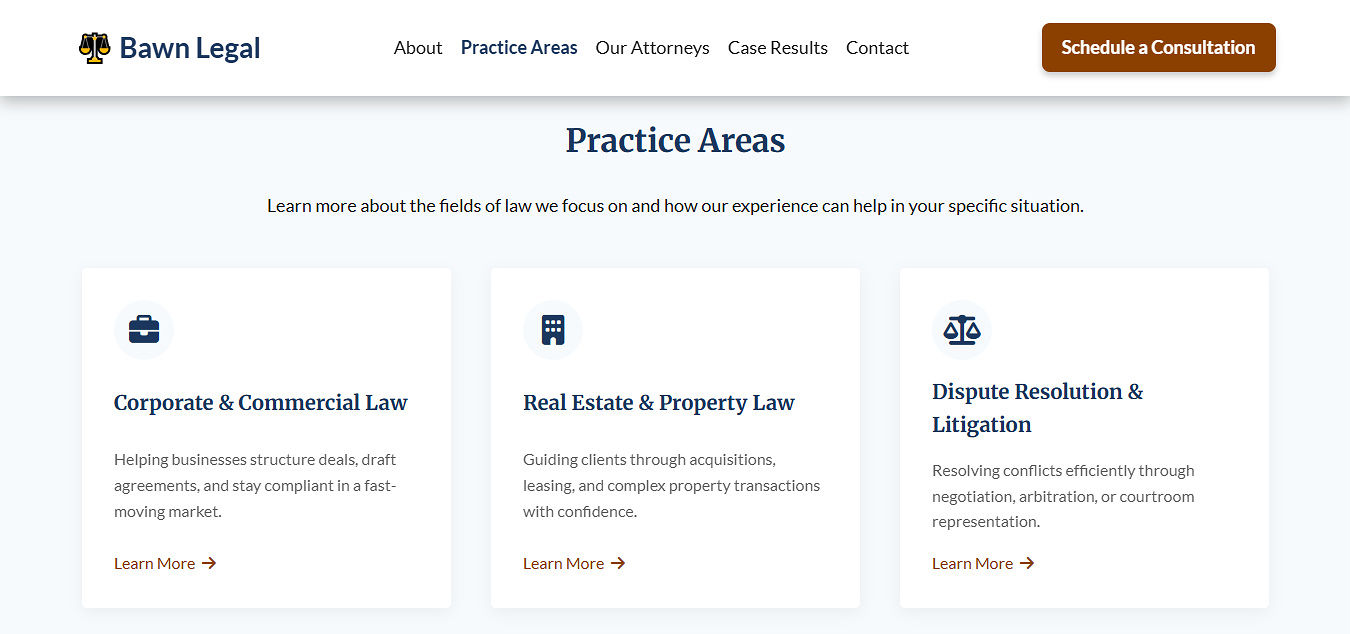 Bawn Legal
About Practice Areas Our Attorneys Case Results Contact
Schedule a Consultation
Practice Areas
Learn more about the fields of law we focus on and how our experience can help in your specific situation.
Corporate & Commercial Law
Helping businesses structure deals, draft
agreements, and stay compliant in a fast-
moving market.
Learn More
Real Estate & Property Law
Guiding clients through acquisitions,
leasing, and complex property transactions
with confidence.
Learn More
Dispute Resolution &
Litigation
Resolving conflicts efficiently through
negotiation, arbitration, or courtroom
representation.
Learn More